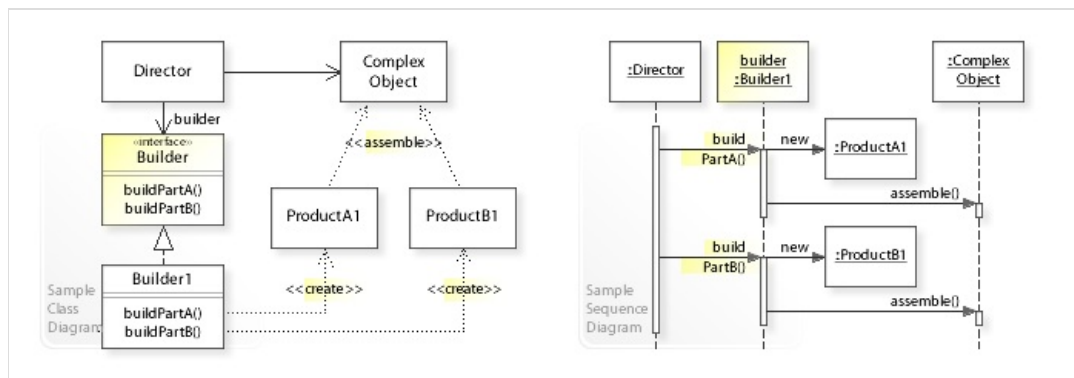 Director
Complex
Object
builder
«interface»
Builder
buildPartA()
buildPartB()
<<assemble>>
ProductA1
ProductB1
Builder1
buildPartA()
buildPartB()
<<create>>
<<create>>
Sample
Class
Diagram
:Director
builder
:Builder1
:Complex
Object
build
PartA()
new
:ProductA1
assemble()
build
PartB()
new
:ProductB1
assemble()
Sample
Sequence
Diagram